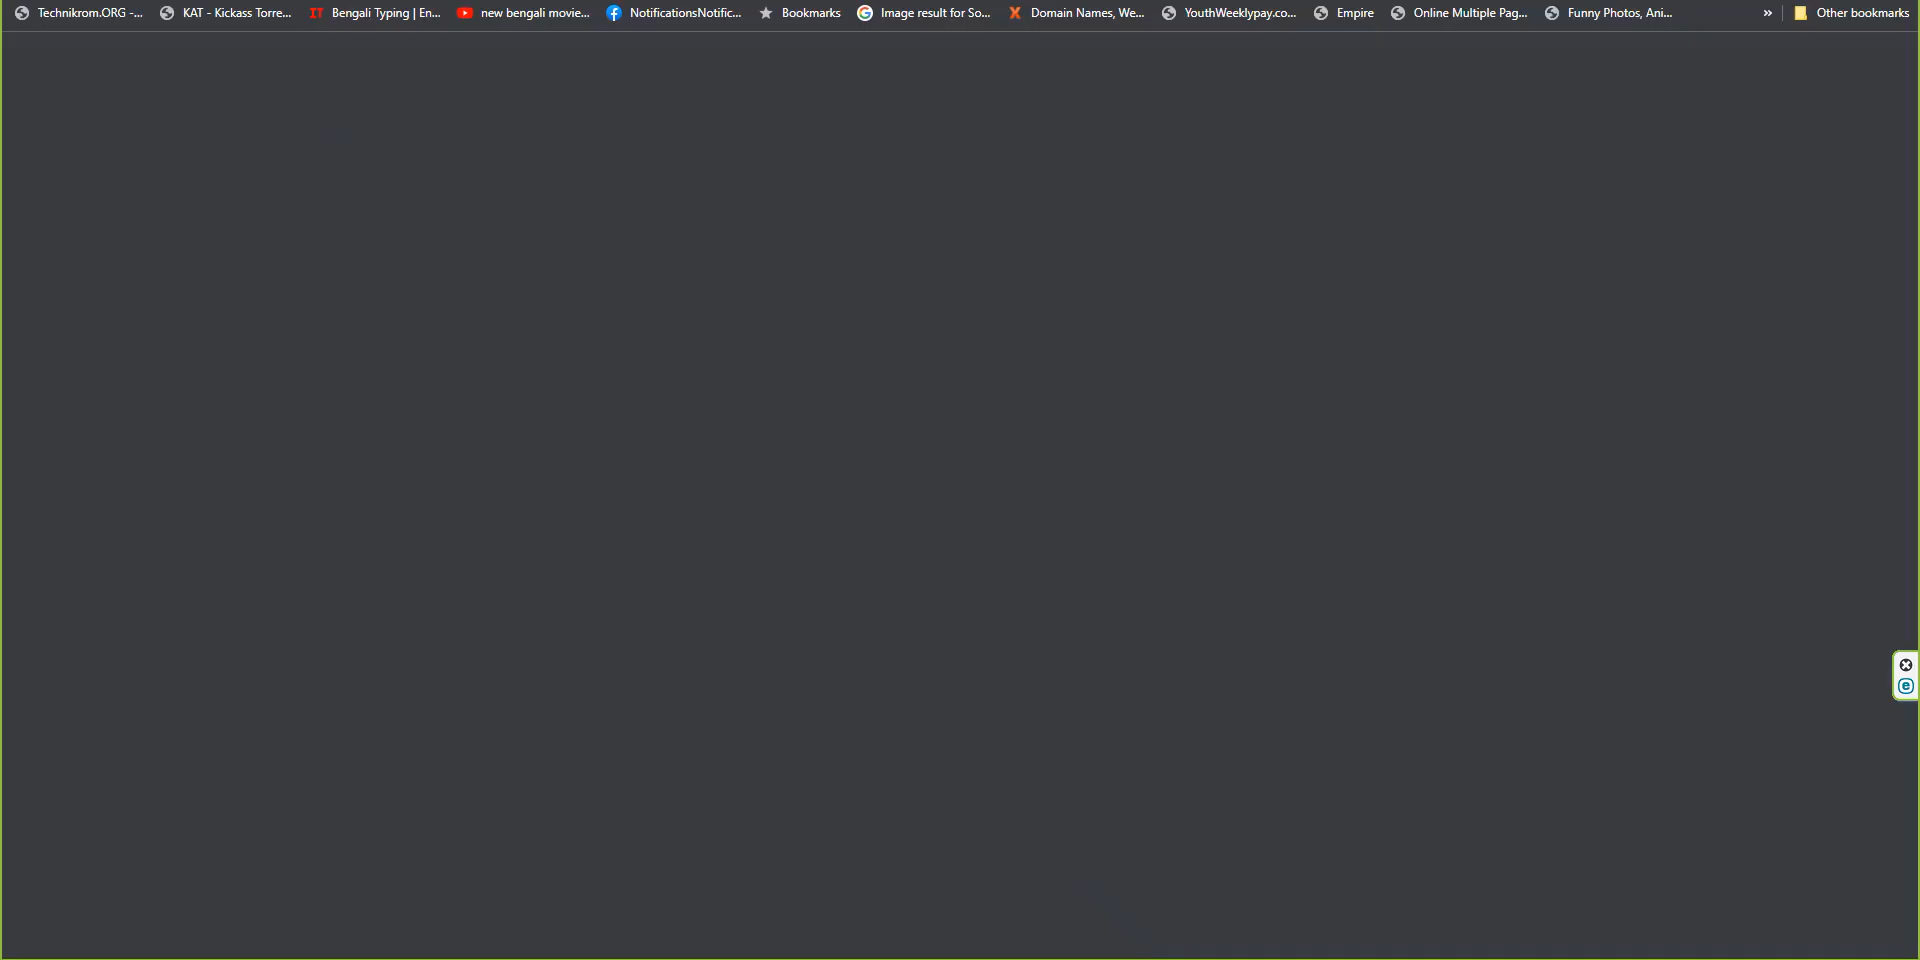 Technikrom.ORG -... KAT - Kickass Torre... IT Bengali Typing | En... new bengali movie... NotificationsNotific... Bookmarks Image result for So... X Domain Names, We... YouthWeeklypay.co... Empire Online Multiple Pag... Funny Photos, Ani... » Other bookmarks
e